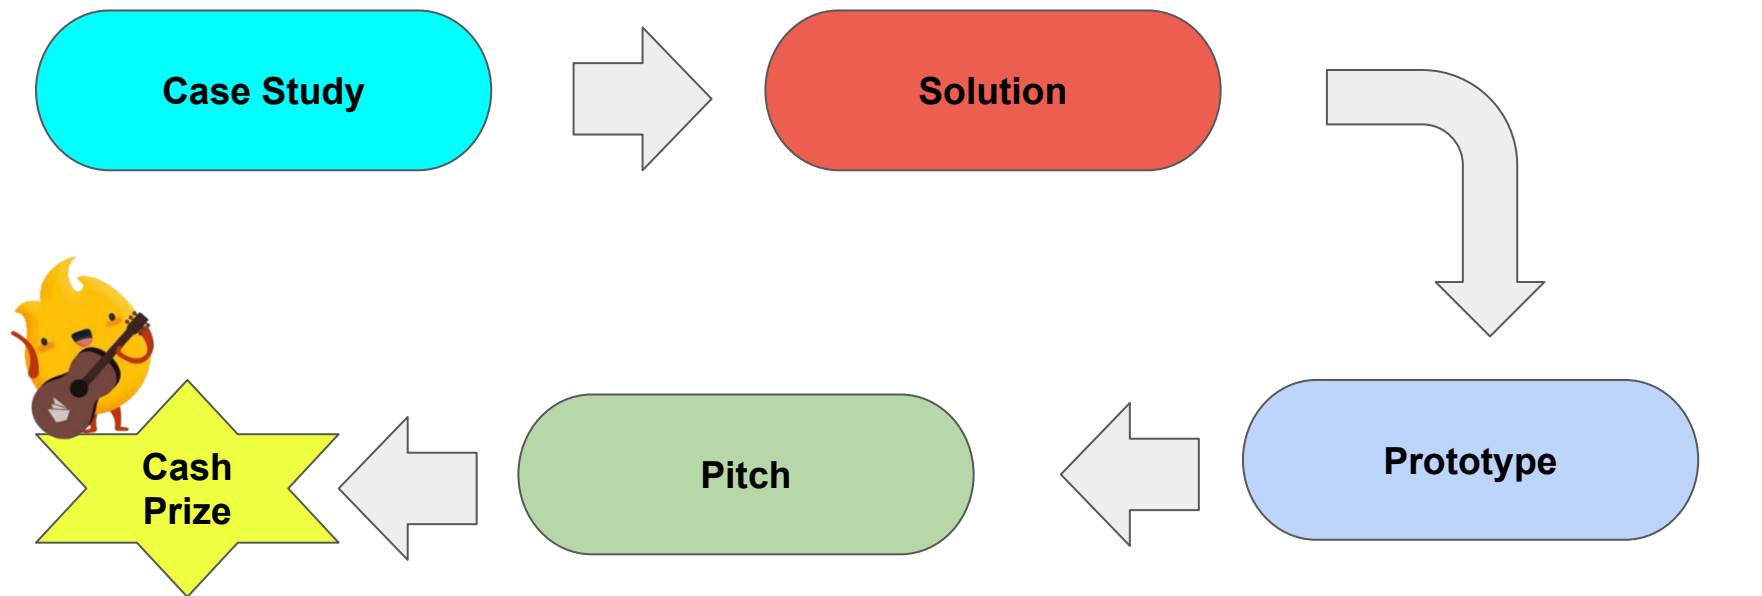 Case Study
Solution
Prototype
Pitch
Cash
Prize